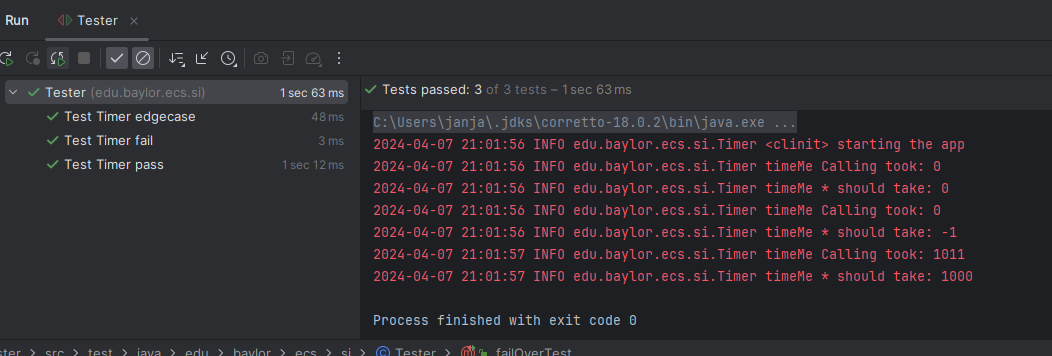 Run Tester
Tester (edu.baylor.ecs.si) 1 sec 63 ms
Test Timer edgecase 48 ms
Test Timer fail 3 ms
Test Timer pass 1 sec 12 ms
Tests passed: 3 of 3 tests – 1 sec 63 ms
C:\Users\janja\.jdks\corretto-18.0.2\bin\java.exe ...
2024-04-07 21:01:56 INFO edu.baylor.ecs.si.Timer <clinit> starting the app
2024-04-07 21:01:56 INFO edu.baylor.ecs.si.Timer timeMe Calling took: 0
2024-04-07 21:01:56 INFO edu.baylor.ecs.si.Timer timeMe * should take: 0
2024-04-07 21:01:56 INFO edu.baylor.ecs.si.Timer timeMe Calling took: 0
2024-04-07 21:01:56 INFO edu.baylor.ecs.si.Timer timeMe * should take: -1
2024-04-07 21:01:57 INFO edu.baylor.ecs.si.Timer timeMe Calling took: 1011
2024-04-07 21:01:57 INFO edu.baylor.ecs.si.Timer timeMe * should take: 1000
Process finished with exit code 0
ster > src > test > java > edu > baylor > ecs > si > Tester > failOverTest